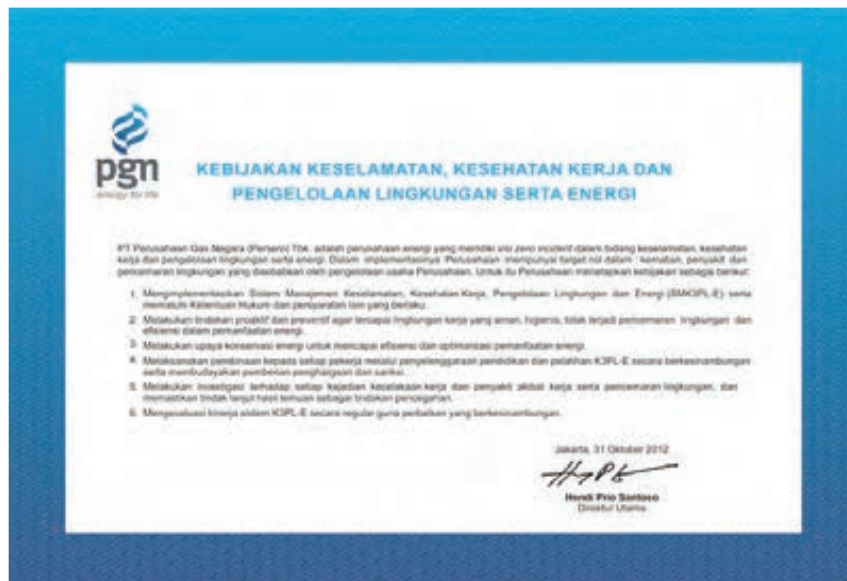 pgn
energy for life
KEBIJAKAN KESELAMATAN, KESEHATAN KERJA DAN
PENGELOLAAN LINGKUNGAN SERTA ENERGI
PT Perusahaan Gas Negara (Persero) Tbk. adalah perusahaan energi yang memiliki visi zero incident dalam bidang keselamatan, kesehatan
kerja dan pengelolaan lingkungan serta energi. Dalam implementasinya Perusahaan mempunyai target nol dalam : kematian, penyakit dan
pencemaran lingkungan yang disebabkan oleh pengelolaan usaha Perusahaan. Untuk itu Perusahaan menetapkan kebijakan sebagai berikut:
1. Mengimplementasikan Sistem Manajemen Keselamatan, Kesehatan Kerja, Pengelolaan Lingkungan dan Energi (SMK3PL-E) serta
mematuhi Ketentuan Hukum dan persyaratan lain yang berlaku.
2. Melakukan tindakan proaktif dan preventif agar tercapai lingkungan kerja yang aman, higienis, tidak terjadi pencemaran lingkungan dan
efisiensi dalam pemanfaatan energi.
3. Melakukan upaya konservasi energi untuk mencapai efisiensi dan optimalisasi pemanfaatan energi.
4. Melaksanakan pembinaan kepada setiap pekerja melalui penyelenggaraan pendidikan dan pelatihan K3PL-E secara berkesinambungan
serta membudayakan pemberian penghargaan dan sanksi.
5. Melakukan investigasi terhadap setiap kejadian kecelakaan kerja dan penyakit akibat kerja serta pencemaran lingkungan, dan
memastikan tindak lanjut hasil temuan sebagai tindakan pencegahan.
6. Mengevaluasi kinerja sistem K3PL-E secara regular guna perbaikan yang berkesinambungan.
Jakarta, 31 Oktober 2012
Hendi Prio Santoso
Direktur Utama